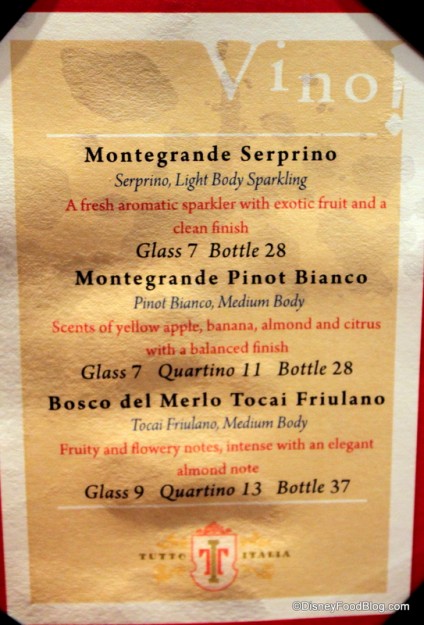 Vino!
Montegrande Serprino
Serprino, Light Body Sparkling
A fresh aromatic sparkler with exotic fruit and a
clean finish
Glass 7 Bottle 28
Montegrande Pinot Bianco
Pinot Bianco, Medium Body
Scents of yellow apple, banana, almond and citrus
with a balanced finish
Glass 7 Quartino 11 Bottle 28
Bosco del Merlo Tocai Friulano
Tocai Friulano, Medium Body
Fruity and flowery notes, intense with an elegant
almond note
Glass 9 Quartino 13 Bottle 37
TUTTO TI ITALIA
©DisneyFoodBlog.com